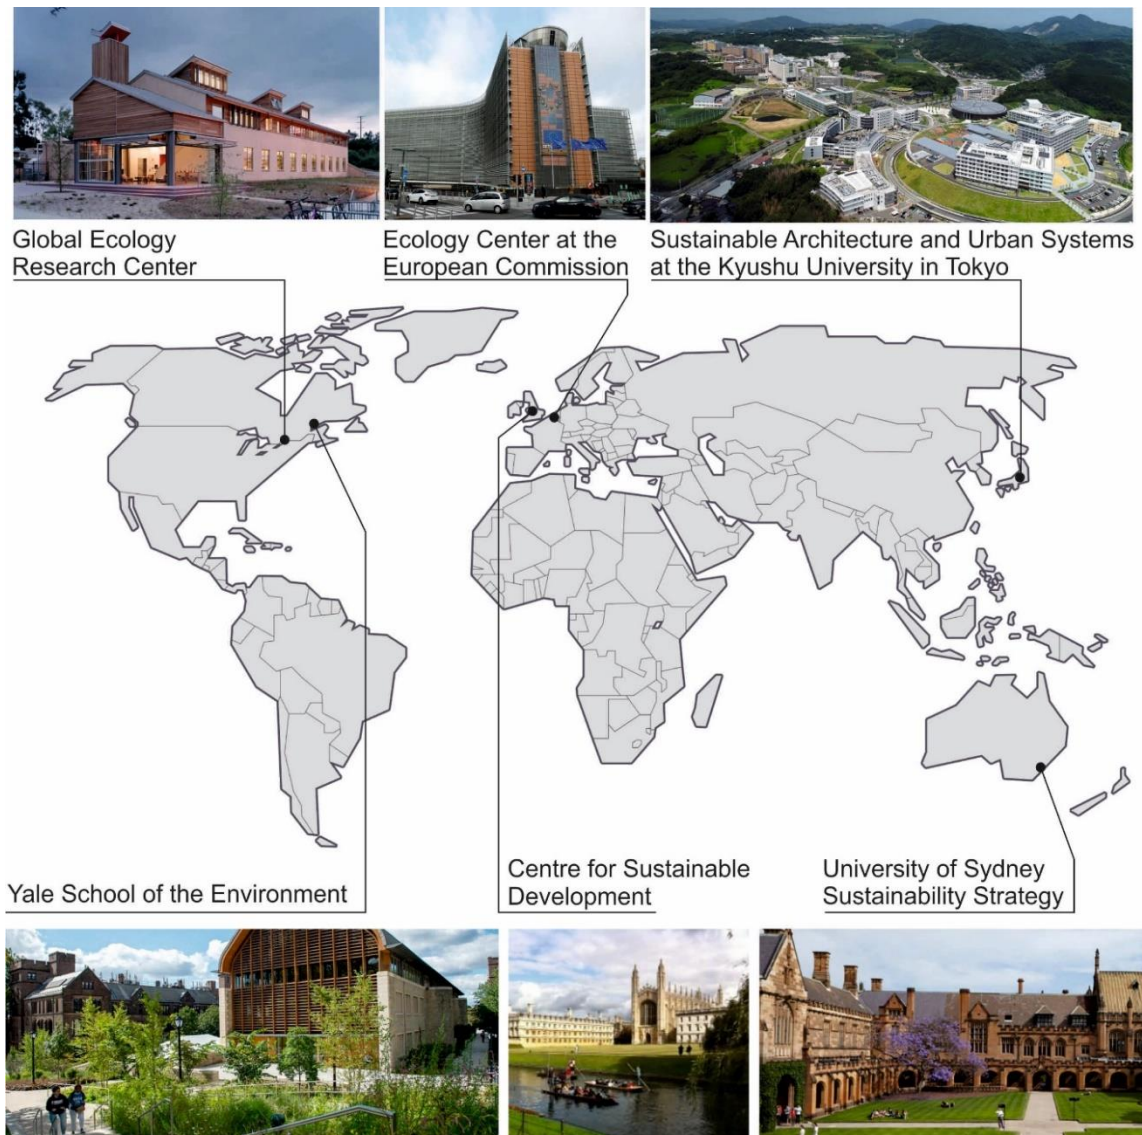 Global Ecology
Research Center
Ecology Center at the
European Commission
Sustainable Architecture and Urban Systems
at the Kyushu University in Tokyo
Yale School of the Environment
Centre for Sustainable
Development
University of Sydney
Sustainability Strategy